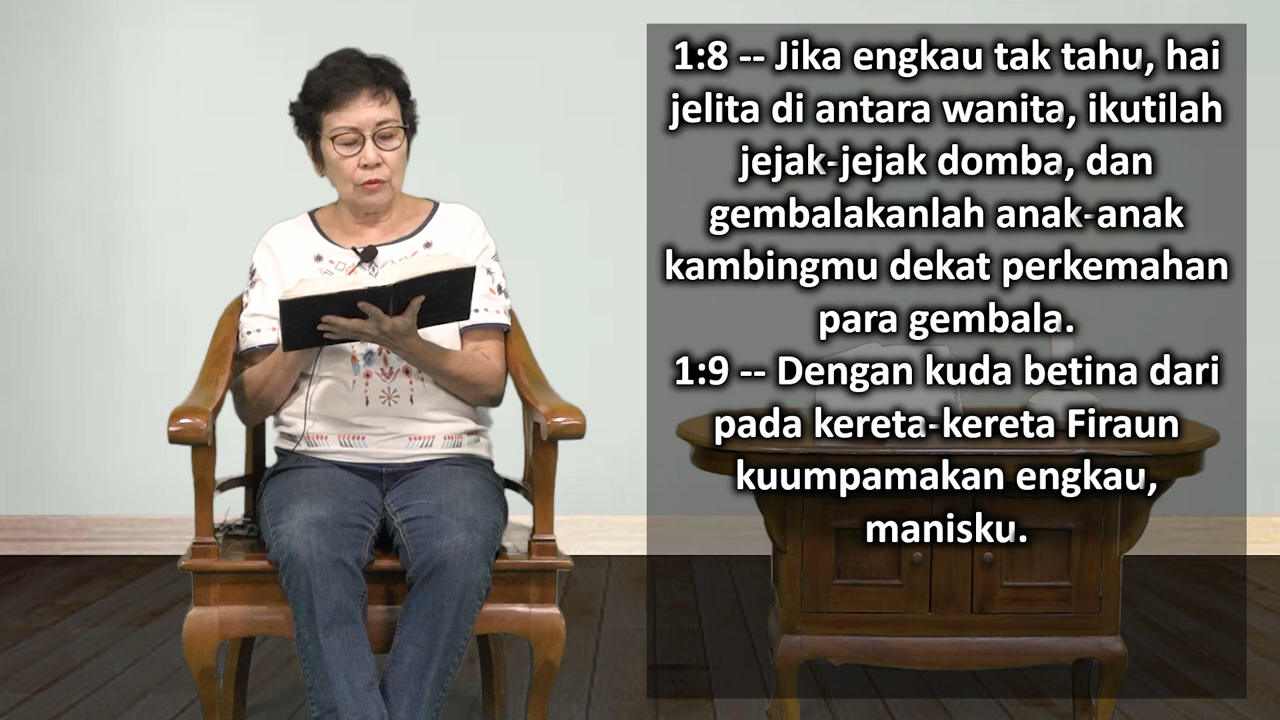 1:8 -- Jika engkau tak tahu, hai
jelita di antara wanita, ikutilah
jejak-jejak domba, dan
gembalakanlah anak-anak
kambingmu dekat perkemahan
para gembala.
1:9 -- Dengan kuda betina dari
pada kereta-kereta Firaun
kuumpamakan engkau,
manisku.